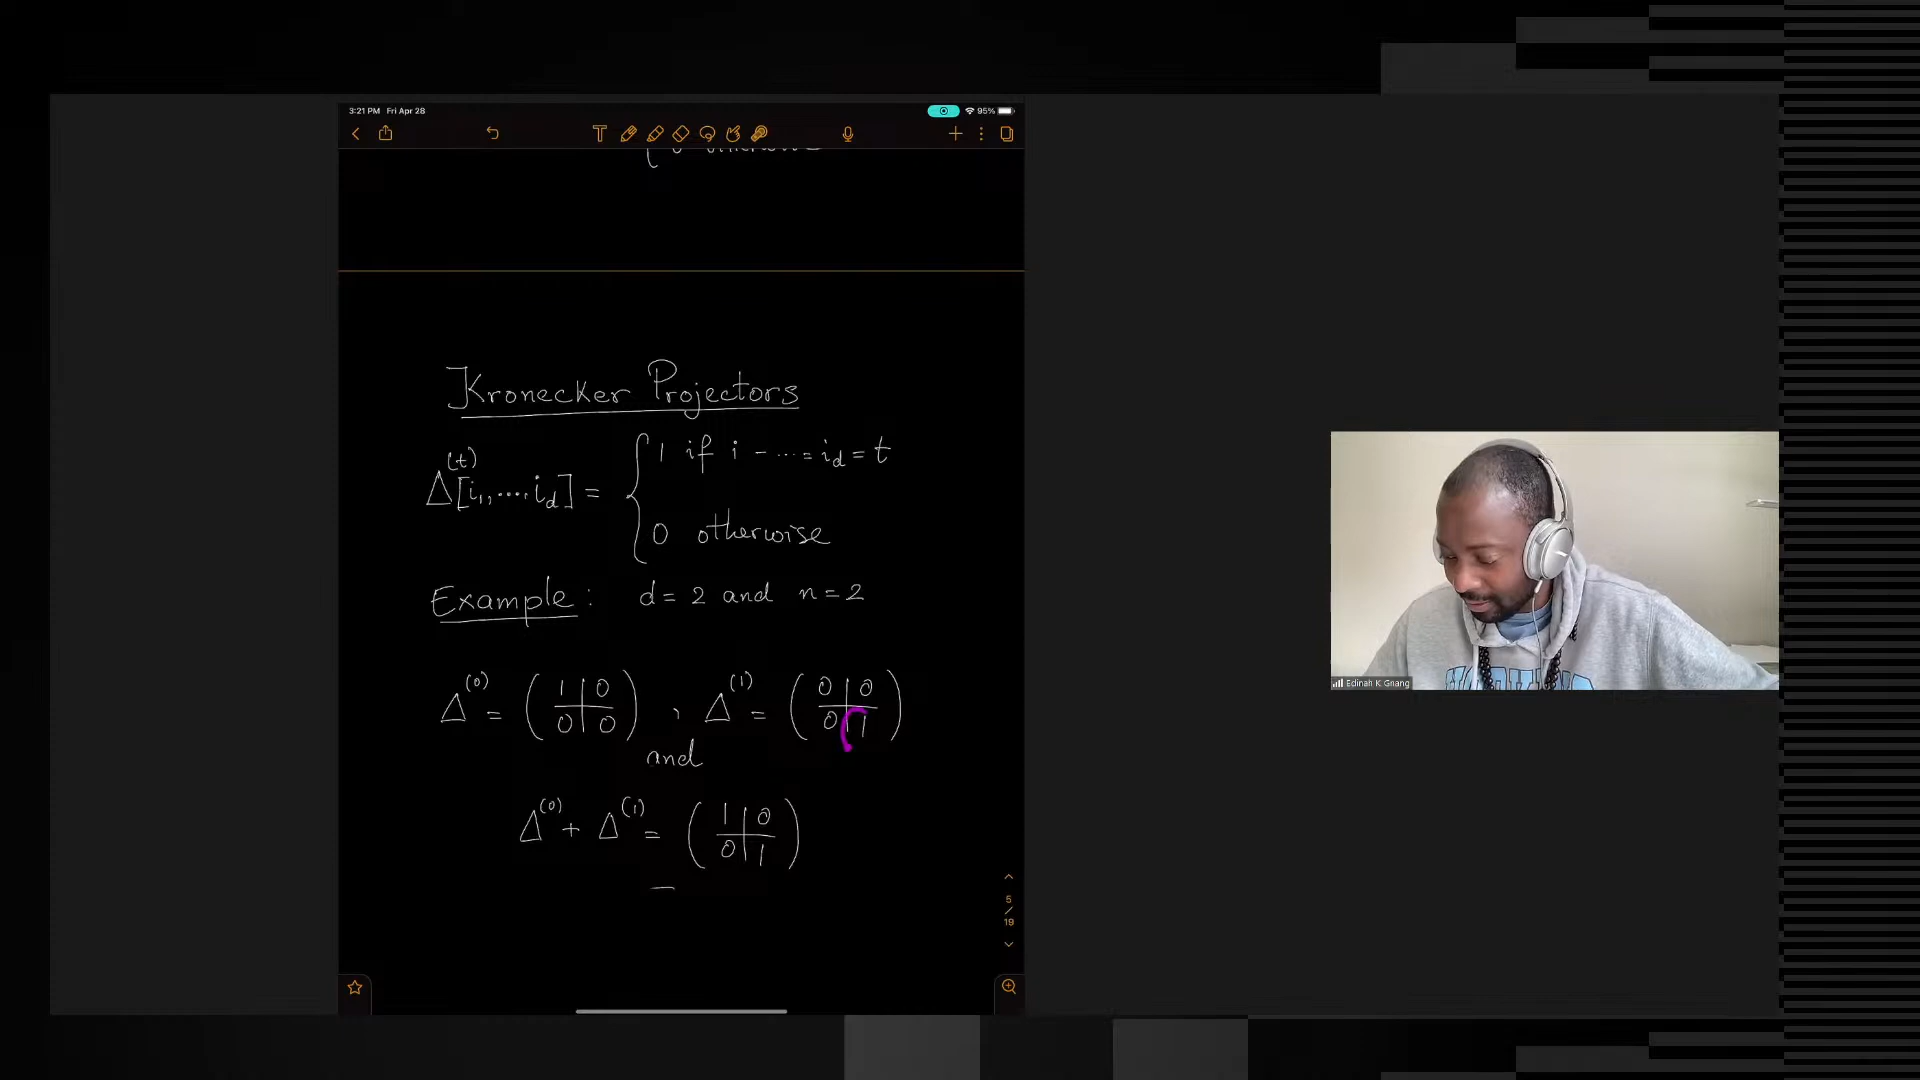 3:21 PM Fri Apr 28
95%
Kronecker Projectors
Δ^(t)[i₁,....i_d] = { 1 if i - ... = i_d = t
0 otherwise
Example: d = 2 and n = 2
Δ^(0) = ( 1 | 0 / 0 | 0 ) , Δ^(1) = ( 0 | 0 / 0 | 1 )
and
Δ^(0) + Δ^(1) = ( 1 | 0 / 0 | 1 )
5
/
19
Edinah K Gnang